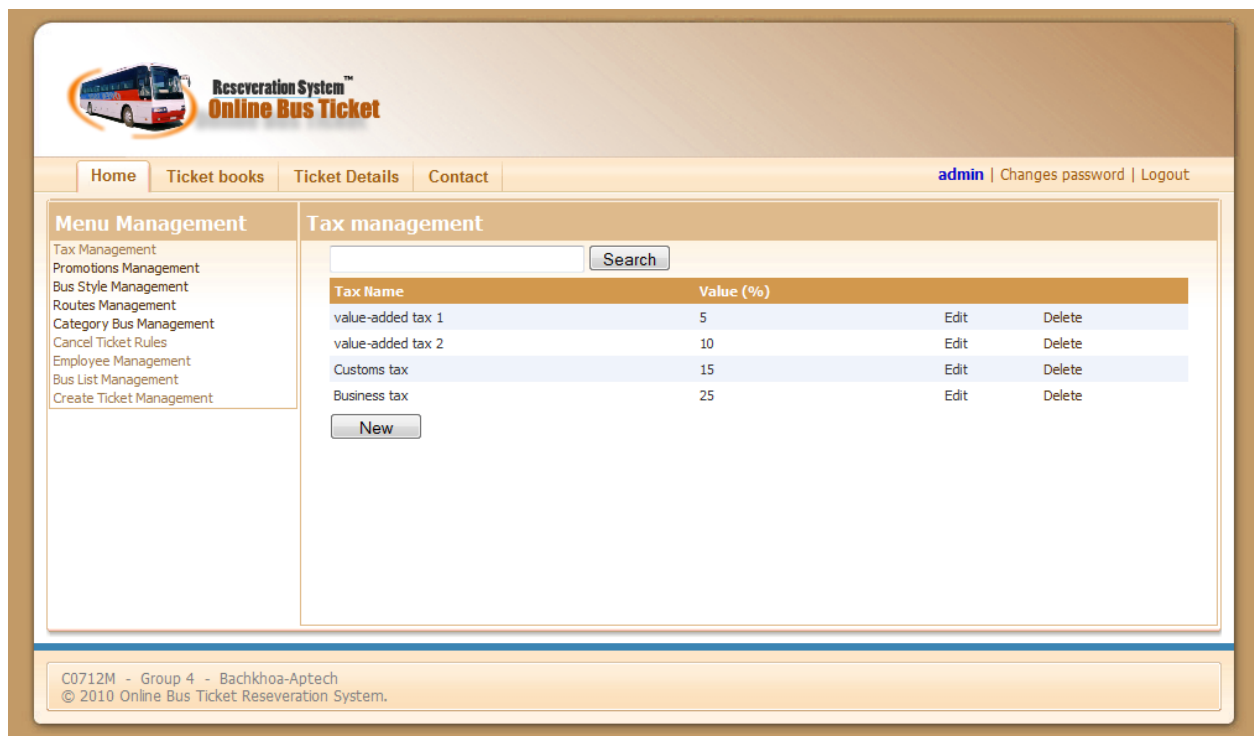 Reseveration System™
Online Bus Ticket
Home Ticket books Ticket Details Contact admin | Changes password | Logout
Menu Management
Tax Management
Promotions Management
Bus Style Management
Routes Management
Category Bus Management
Cancel Ticket Rules
Employee Management
Bus List Management
Create Ticket Management
Tax management
Search
Tax Name Value (%)
value-added tax 1 5 Edit Delete
value-added tax 2 10 Edit Delete
Customs tax 15 Edit Delete
Business tax 25 Edit Delete
New
C0712M - Group 4 - Bachkhoa-Aptech
© 2010 Online Bus Ticket Reseveration System.